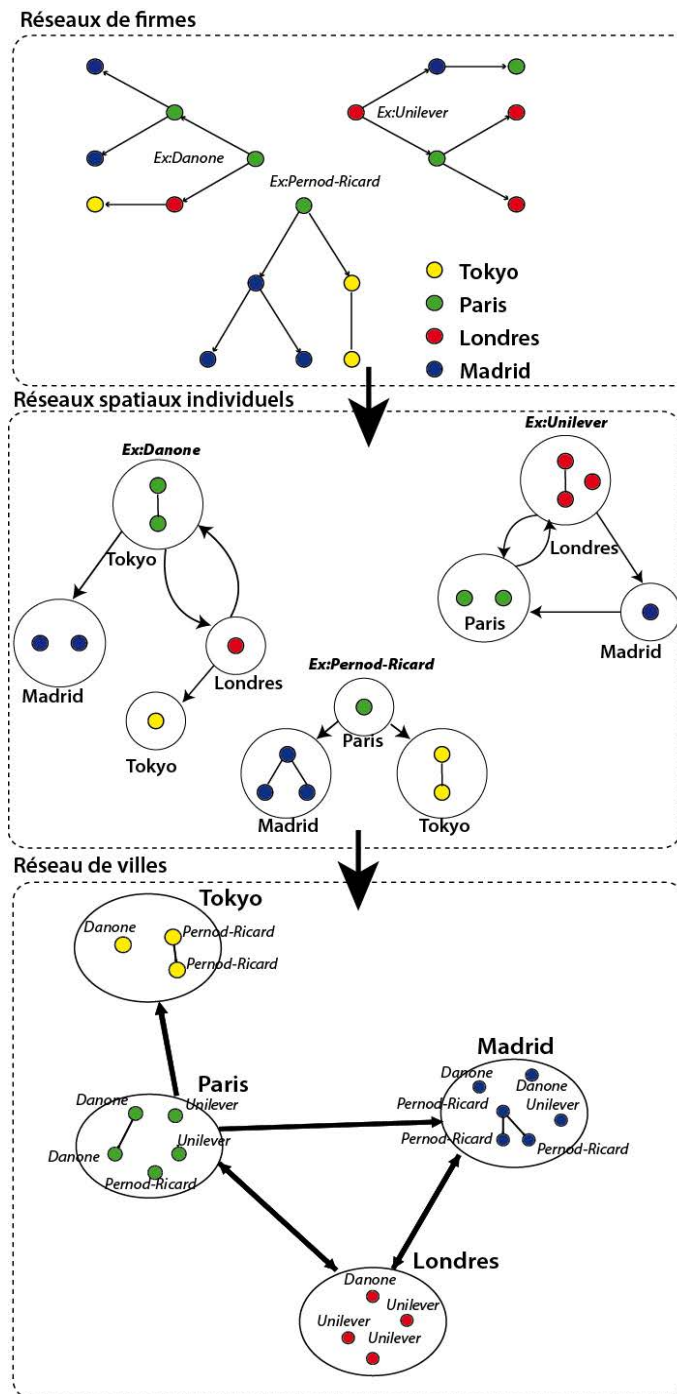 Réseaux de firmes
Ex:Unilever
Ex:Danone
Ex:Pernod-Ricard
Tokyo
Paris
Londres
Madrid
Réseaux spatiaux individuels
Ex:Danone
Ex:Unilever
Tokyo
Londres
Paris
Madrid
Madrid
Londres
Ex:Pernod-Ricard
Paris
Tokyo
Madrid
Tokyo
Réseau de villes
Tokyo
Danone
Pernod-Ricard
Pernod-Ricard
Madrid
Danone
Danone
Pernod-Ricard
Unilever
Pernod-Ricard
Pernod-Ricard
Paris
Danone
Unilever
Unilever
Danone
Pernod-Ricard
Londres
Danone
Unilever
Unilever
Unilever